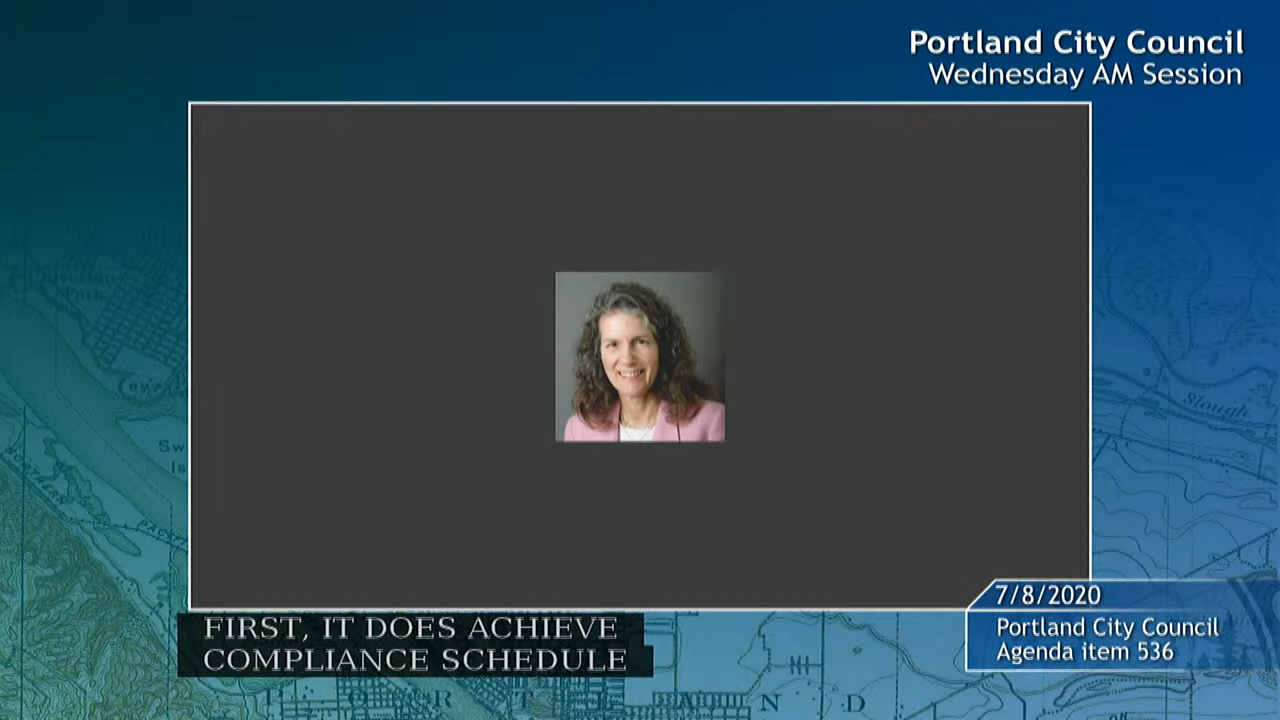 Portland City Council
Wednesday AM Session
Slough
7/8/2020
Portland City Council
Agenda item 536
FIRST, IT DOES ACHIEVE
COMPLIANCE SCHEDULE